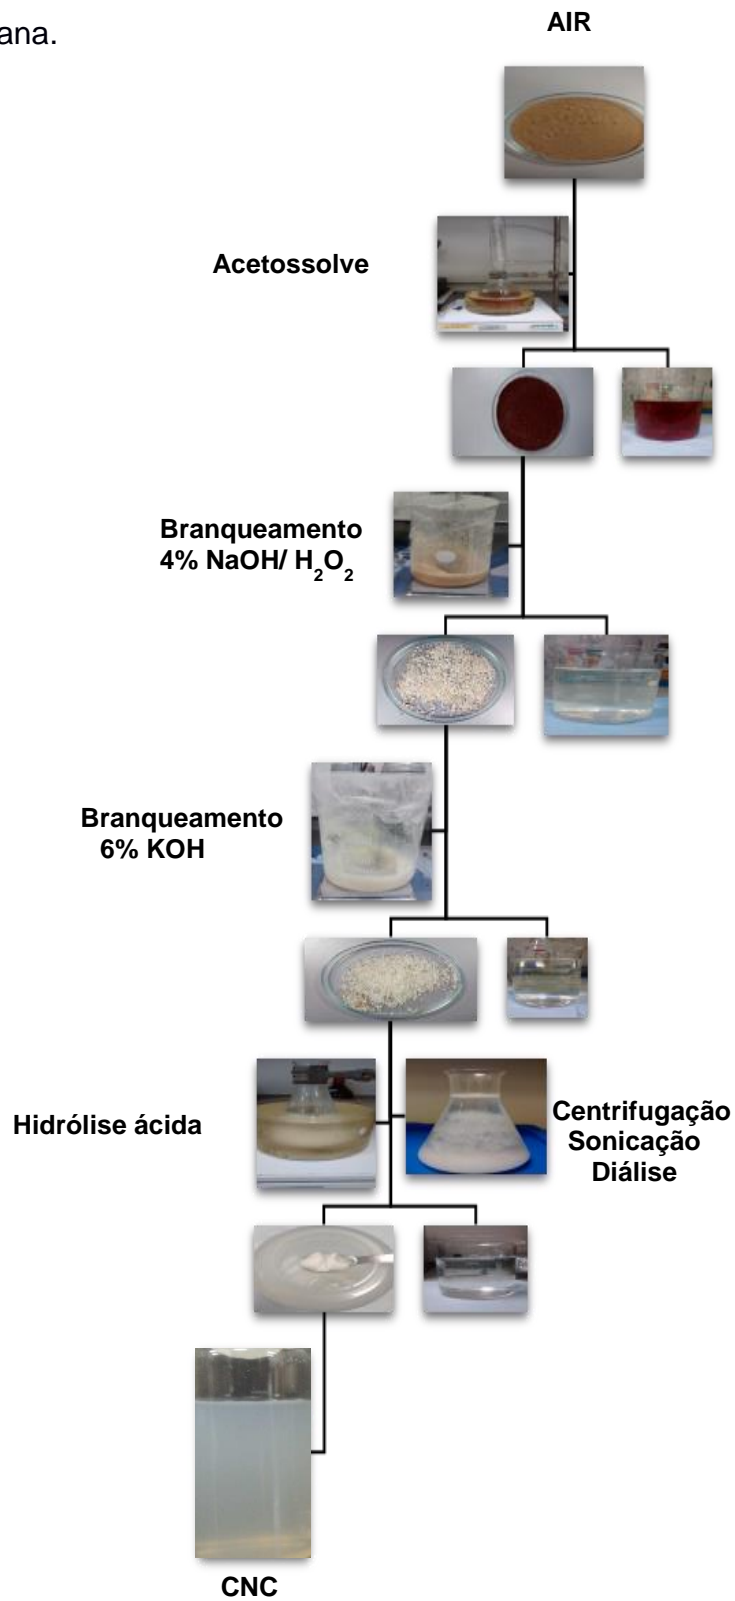 ana.
AIR
Acetossolve
Branqueamento
4% NaOH/ H₂O₂
Branqueamento
6% KOH
Hidrólise ácida
Centrifugação
Sonicação
Diálise
CNC